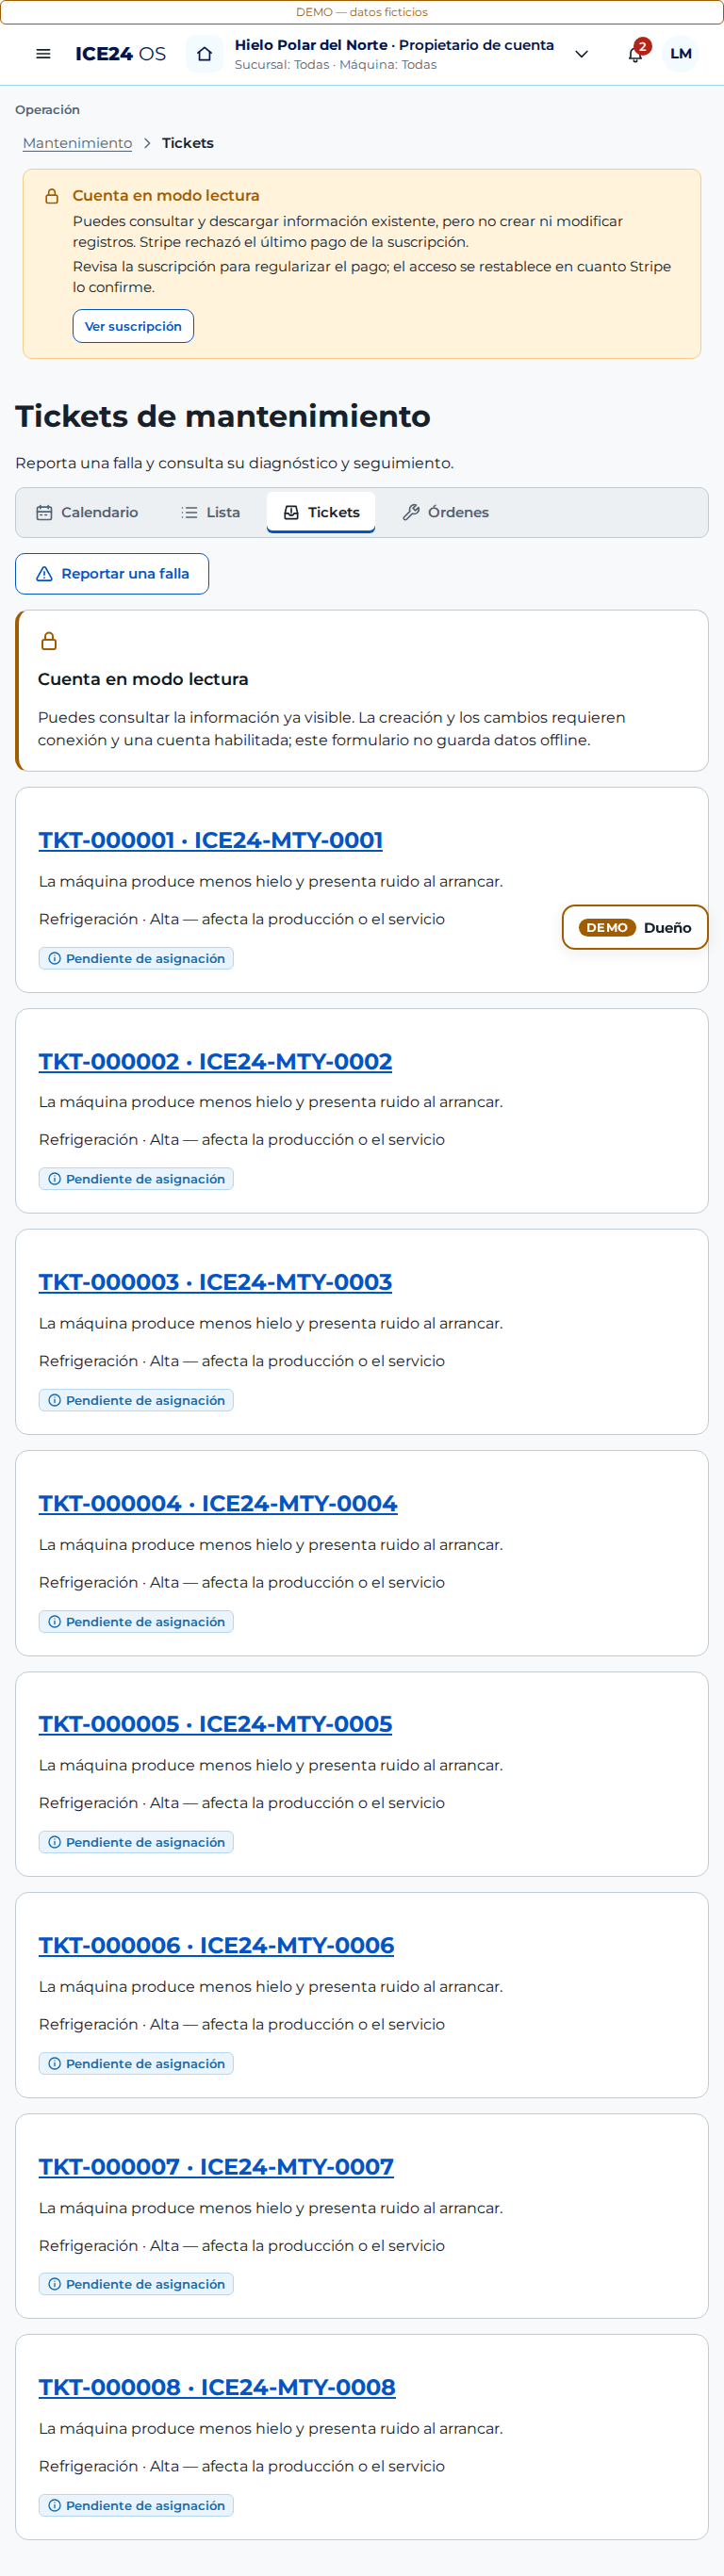 DEMO — datos ficticios
ICE24 OS
Hielo Polar del Norte · Propietario de cuenta
Sucursal: Todas · Máquina: Todas
2
LM
Operación
Mantenimiento > Tickets
Cuenta en modo lectura
Puedes consultar y descargar información existente, pero no crear ni modificar
registros. Stripe rechazó el último pago de la suscripción.
Revisa la suscripción para regularizar el pago; el acceso se restablece en cuanto Stripe
lo confirme.
Ver suscripción
Tickets de mantenimiento
Reporta una falla y consulta su diagnóstico y seguimiento.
Calendario Lista Tickets Órdenes
Reportar una falla
Cuenta en modo lectura
Puedes consultar la información ya visible. La creación y los cambios requieren
conexión y una cuenta habilitada; este formulario no guarda datos offline.
TKT-000001 · ICE24-MTY-0001
La máquina produce menos hielo y presenta ruido al arrancar.
Refrigeración · Alta — afecta la producción o el servicio
DEMO Dueño
Pendiente de asignación
TKT-000002 · ICE24-MTY-0002
La máquina produce menos hielo y presenta ruido al arrancar.
Refrigeración · Alta — afecta la producción o el servicio
Pendiente de asignación
TKT-000003 · ICE24-MTY-0003
La máquina produce menos hielo y presenta ruido al arrancar.
Refrigeración · Alta — afecta la producción o el servicio
Pendiente de asignación
TKT-000004 · ICE24-MTY-0004
La máquina produce menos hielo y presenta ruido al arrancar.
Refrigeración · Alta — afecta la producción o el servicio
Pendiente de asignación
TKT-000005 · ICE24-MTY-0005
La máquina produce menos hielo y presenta ruido al arrancar.
Refrigeración · Alta — afecta la producción o el servicio
Pendiente de asignación
TKT-000006 · ICE24-MTY-0006
La máquina produce menos hielo y presenta ruido al arrancar.
Refrigeración · Alta — afecta la producción o el servicio
Pendiente de asignación
TKT-000007 · ICE24-MTY-0007
La máquina produce menos hielo y presenta ruido al arrancar.
Refrigeración · Alta — afecta la producción o el servicio
Pendiente de asignación
TKT-000008 · ICE24-MTY-0008
La máquina produce menos hielo y presenta ruido al arrancar.
Refrigeración · Alta — afecta la producción o el servicio
Pendiente de asignación